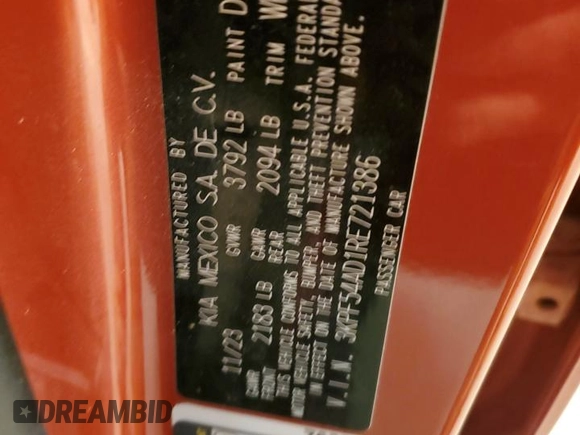 MANUFACTURED BY
KIA MEXICO S.A. DE C.V.
11/23 GVWR 3792 LB PAINT D
GAWR FRONT 2183 LB GAWR REAR 2094 LB TRIM
THIS VEHICLE CONFORMS TO ALL APPLICABLE U.S.A. FEDERAL
MOTOR VEHICLE SAFETY, BUMPER, AND THEFT PREVENTION STANDA
IN EFFECT ON THE DATE OF MANUFACTURE SHOWN ABOVE.
V.I.N. 3KPF54AD1RE721386
PASSENGER CAR
DREAMBID